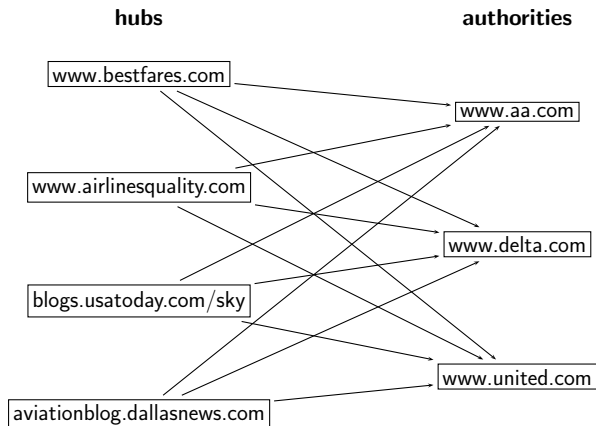 hubs
authorities
www.bestfares.com
www.aa.com
www.airlinesquality.com
www.delta.com
blogs.usatoday.com/sky
www.united.com
aviationblog.dallasnews.com